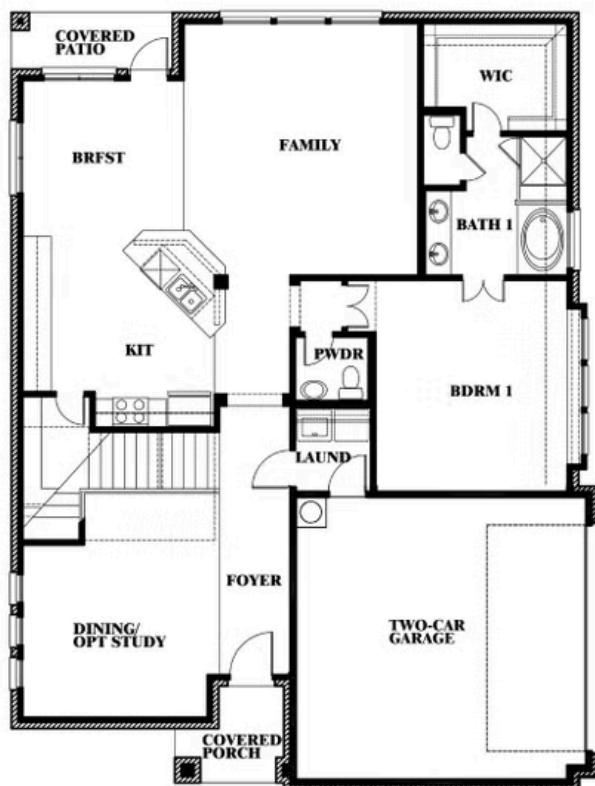 COVERED
PATIO
WIC
BRFST
FAMILY
BATH 1
KIT
PWDR
BDRM 1
LAUND
FOYER
DINING/
OPT STUDY
TWO-CAR
GARAGE
COVERED
PORCH